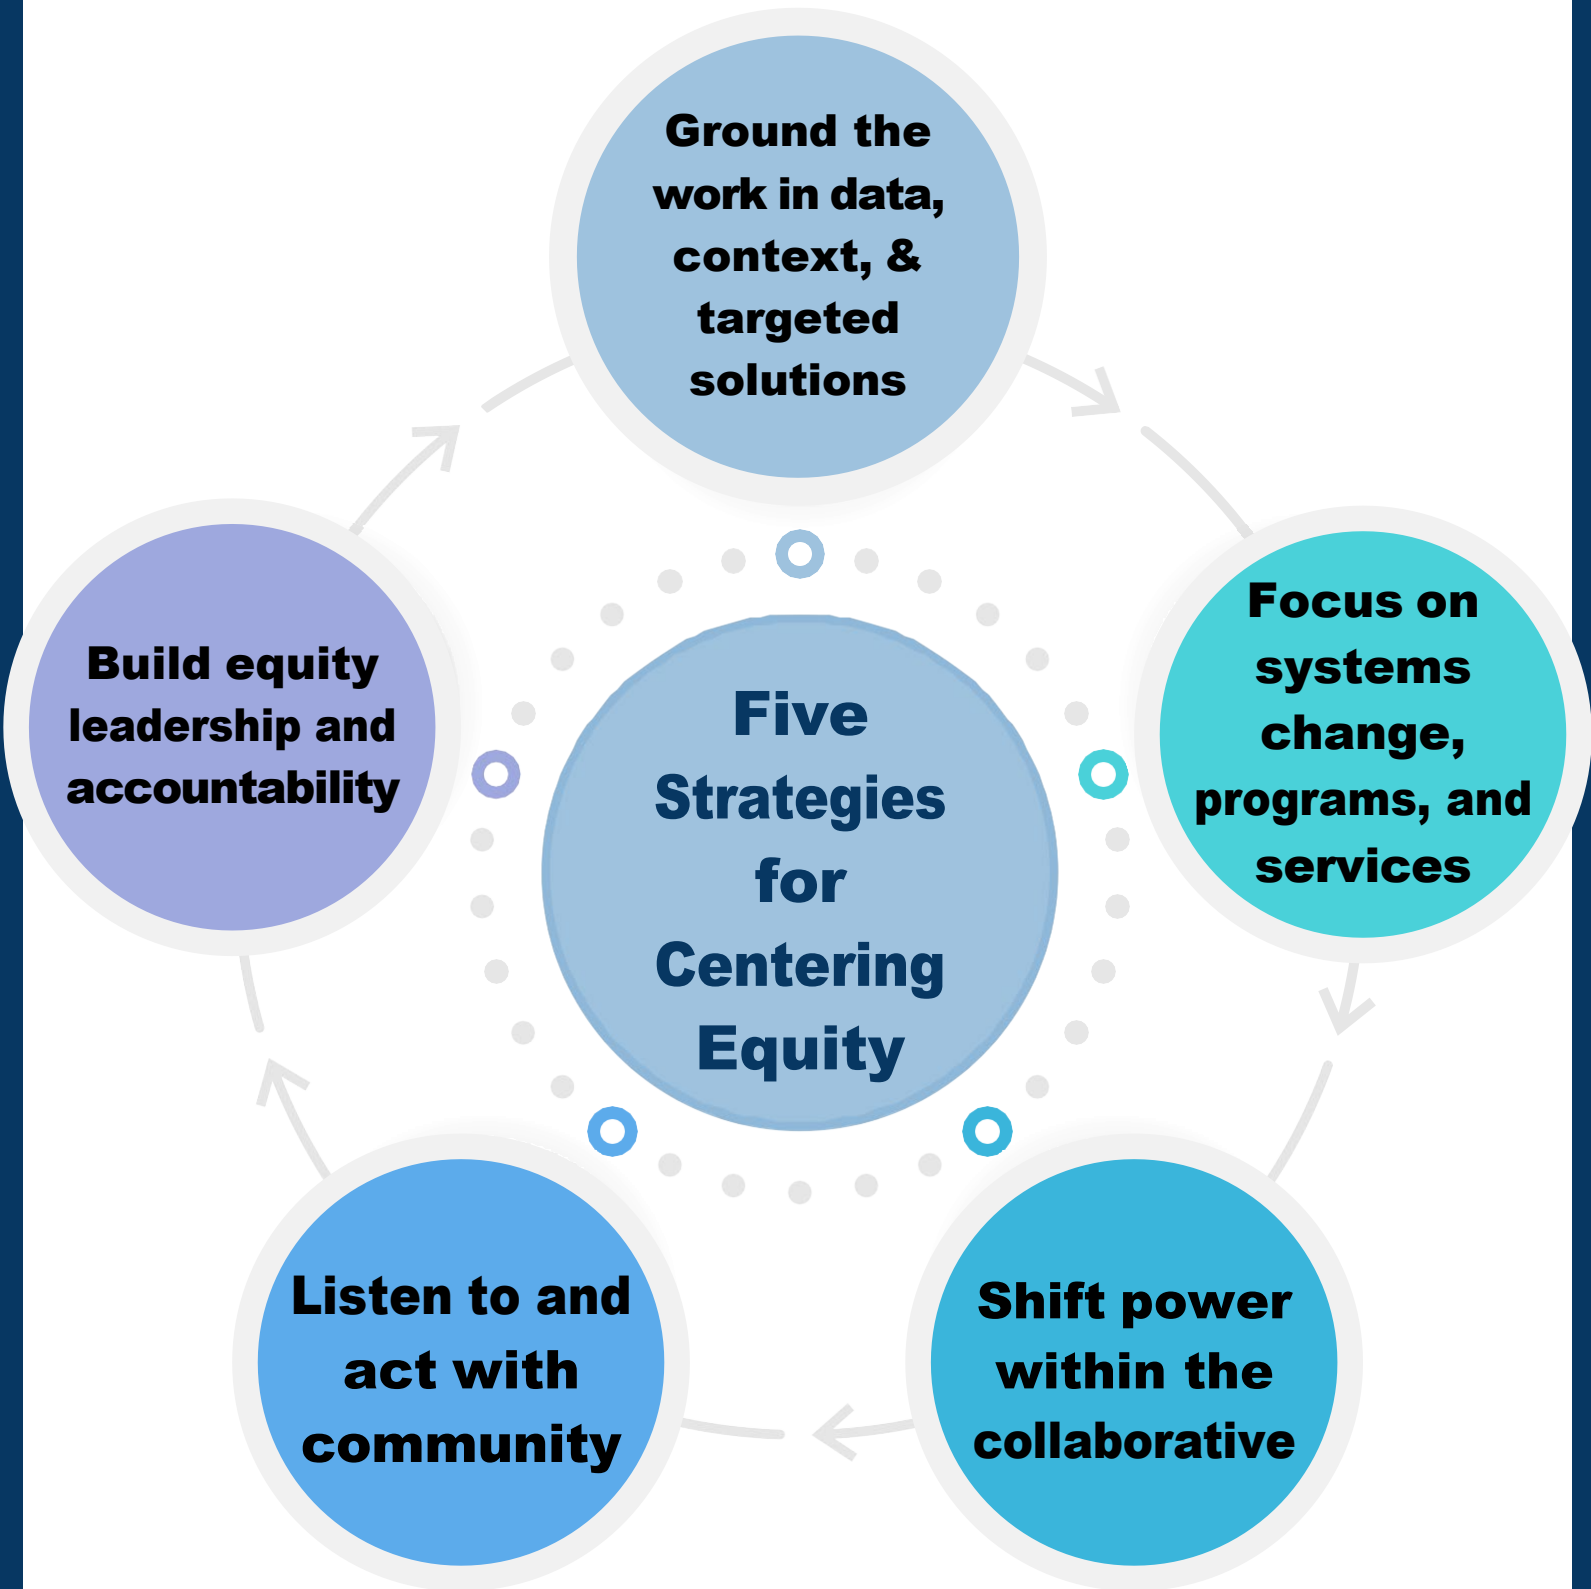 Ground the
work in data,
context, &
targeted
solutions
Focus on
systems
change,
programs, and
services
Shift power
within the
collaborative
Listen to and
act with
community
Build equity
leadership and
accountability
Five
Strategies
for
Centering
Equity